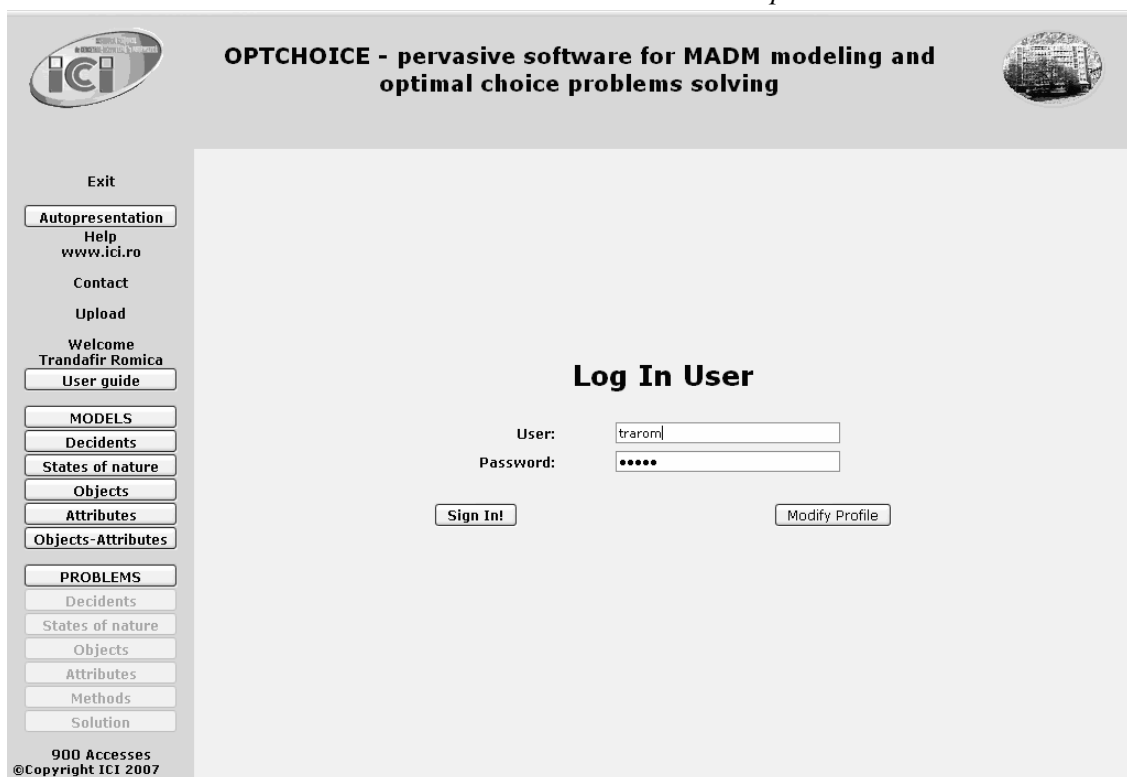 OPTCHOICE - pervasive software for MADM modeling and
optimal choice problems solving
ici
Exit
Autopresentation
Help
www.ici.ro
Contact
Upload
Welcome
Trandafir Romica
User guide
MODELS
Decidents
States of nature
Objects
Attributes
Objects-Attributes
PROBLEMS
Decidents
States of nature
Objects
Attributes
Methods
Solution
900 Accesses
©Copyright ICI 2007
Log In User
User: trarom
Password: •••••
Sign In! Modify Profile